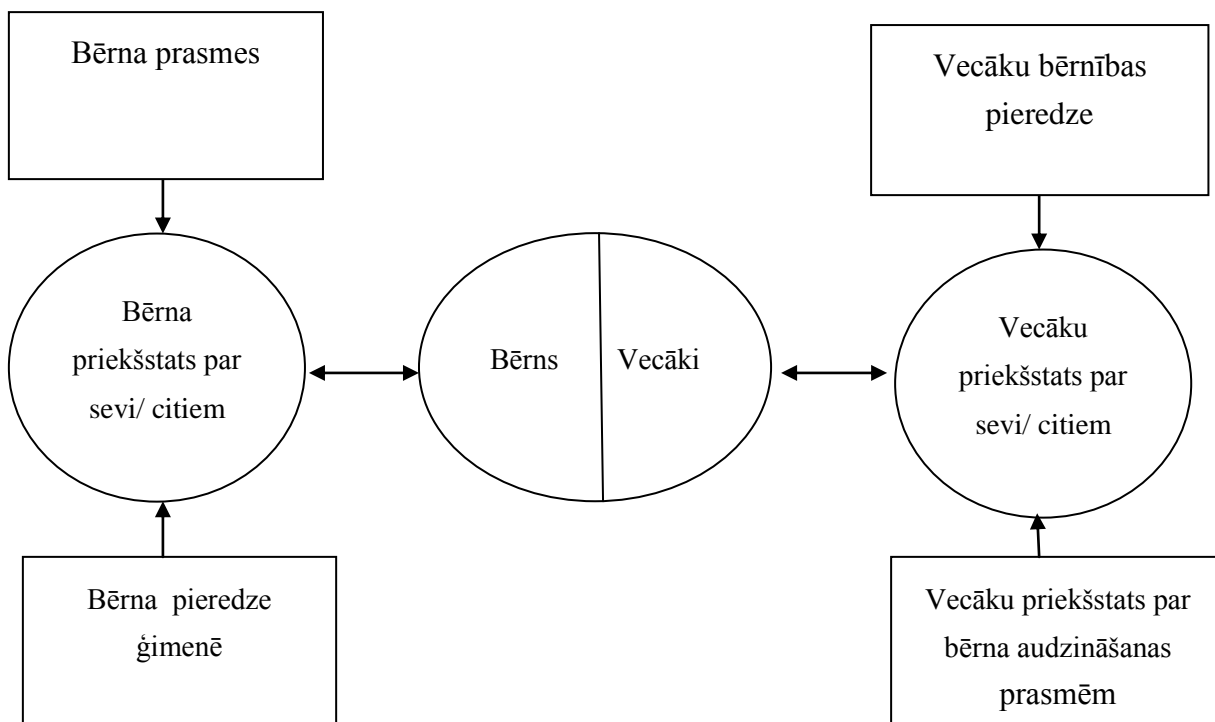 Bērna prasmes
Vecāku bērnības
pieredze
Bērna
priekšstats par
sevi/ citiem
Bērns
Vecāki
Vecāku
priekšstats par
sevi/ citiem
Bērna pieredze
ģimenē
Vecāku priekšstats par
bērna audzināšanas
prasmēm